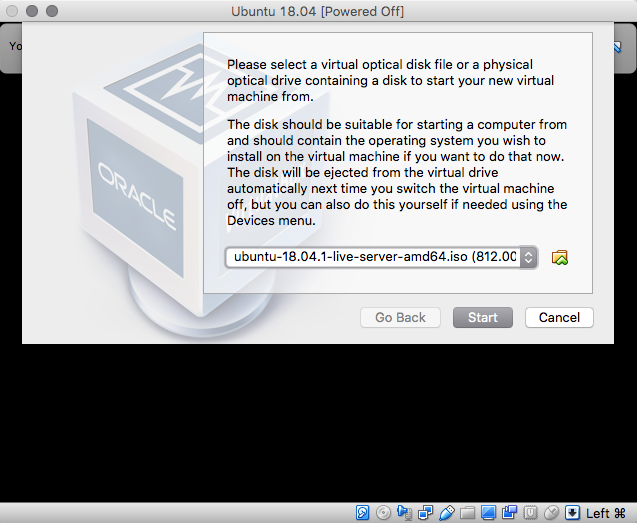 Ubuntu 18.04 [Powered Off]
Yo
Please select a virtual optical disk file or a physical
optical drive containing a disk to start your new virtual
machine from.
The disk should be suitable for starting a computer from
and should contain the operating system you wish to
install on the virtual machine if you want to do that now.
The disk will be ejected from the virtual drive
automatically next time you switch the virtual machine
off, but you can also do this yourself if needed using the
Devices menu.
ORACLE
ubuntu-18.04.1-live-server-amd64.iso (812.00
Go Back
Start
Cancel
Left ⌘